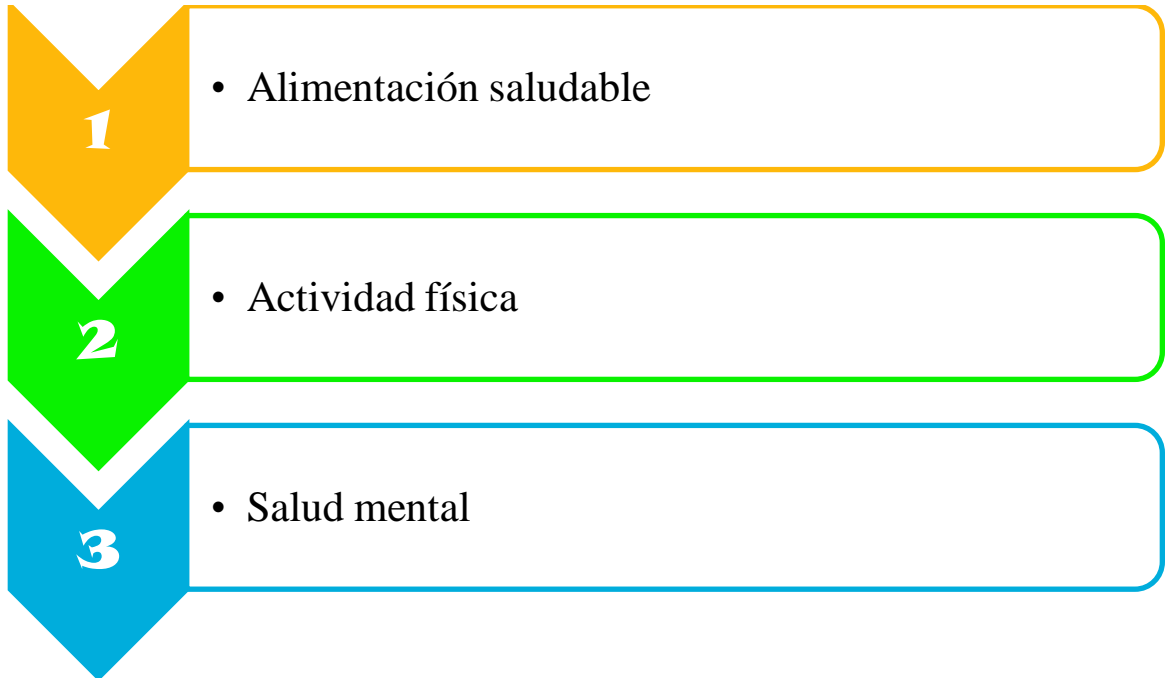 1
• Alimentación saludable
2
• Actividad física
3
• Salud mental